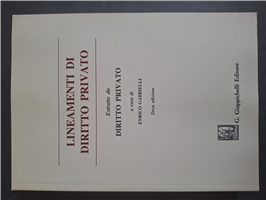 LINEAMENTI DI
DIRITTO PRIVATO
Estratto da
DIRITTO PRIVATO
a cura di
ENRICO GABRIELLI
Terza edizione
G. Giappichelli Editore